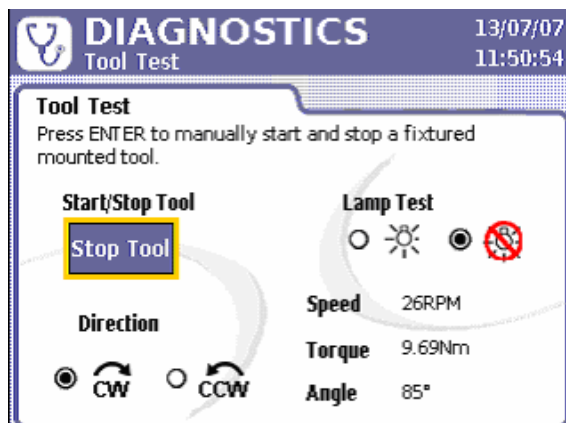 DIAGNOSTICS
Tool Test
13/07/07
11:50:54
Tool Test
Press ENTER to manually start and stop a fixtured
mounted tool.
Start/Stop Tool
Stop Tool
Lamp Test
Direction
CW
CCW
Speed 26RPM
Torque 9.69Nm
Angle 85°